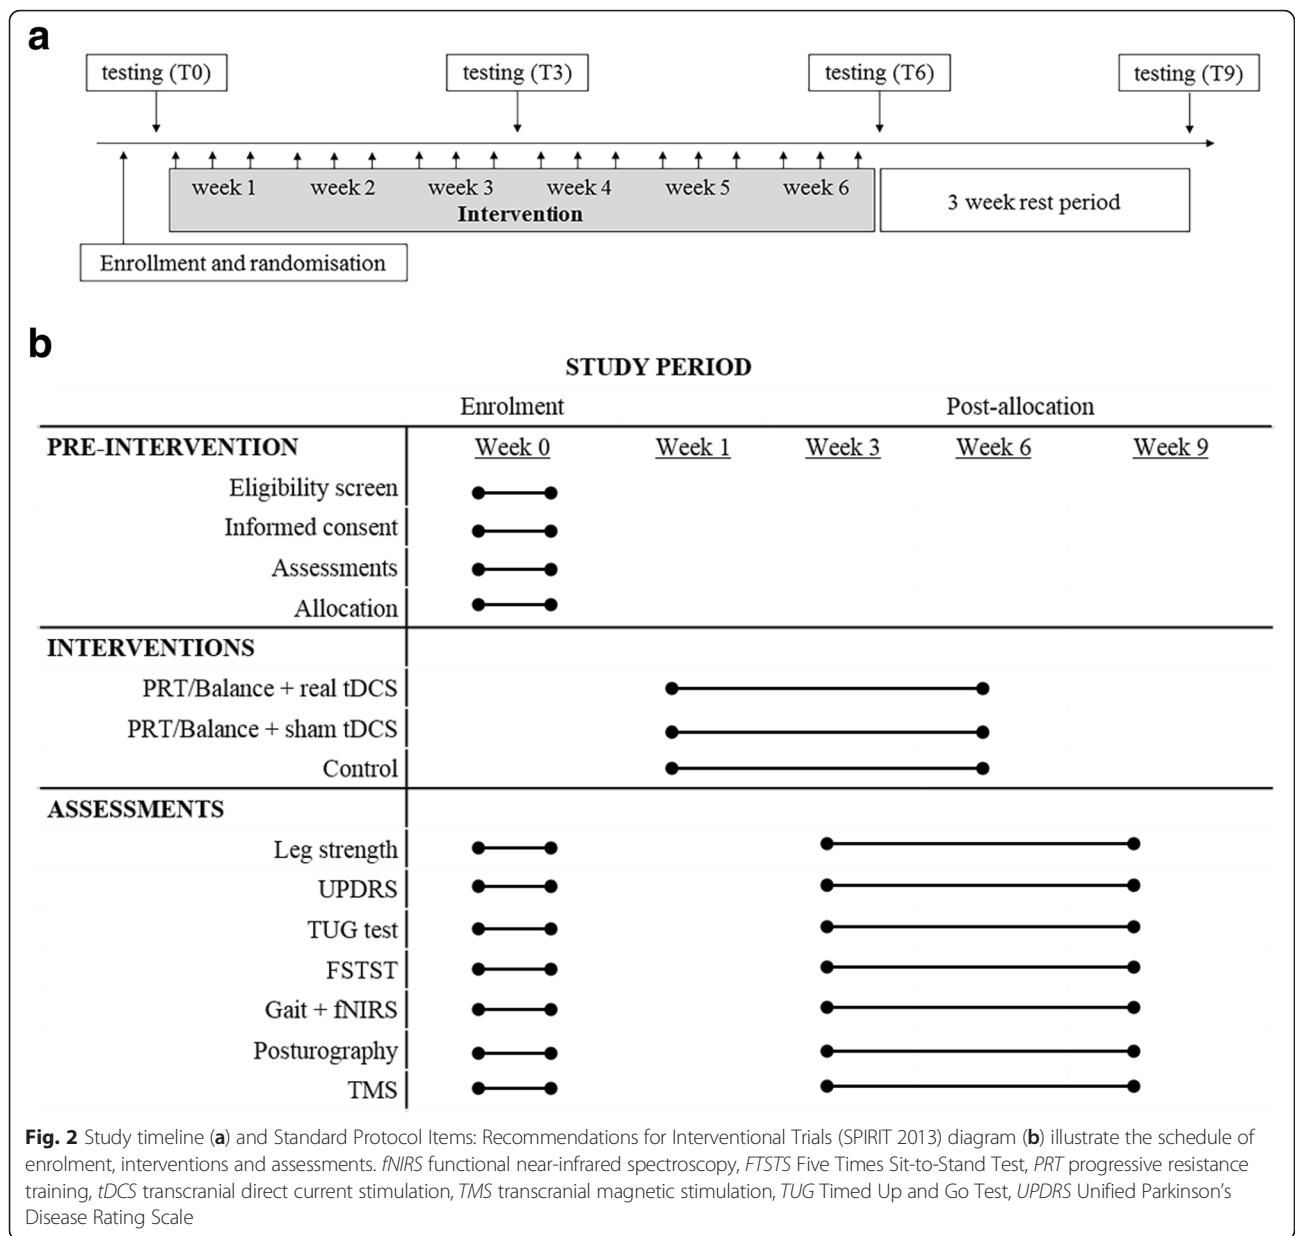 a
testing (T0)
testing (T3)
testing (T6)
testing (T9)
week 1
week 2
week 3
week 4
week 5
week 6
Intervention
3 week rest period
Enrollment and randomisation
b
STUDY PERIOD
Enrolment
Post-allocation
PRE-INTERVENTION
Week 0
Week 1
Week 3
Week 6
Week 9
Eligibility screen
Informed consent
Assessments
Allocation
INTERVENTIONS
PRT/Balance + real tDCS
PRT/Balance + sham tDCS
Control
ASSESSMENTS
Leg strength
UPDRS
TUG test
FSTST
Gait + fNIRS
Posturography
TMS
Fig. 2 Study timeline (a) and Standard Protocol Items: Recommendations for Interventional Trials (SPIRIT 2013) diagram (b) illustrate the schedule of
enrolment, interventions and assessments. fNIRS functional near-infrared spectroscopy, FTSTS Five Times Sit-to-Stand Test, PRT progressive resistance
training, tDCS transcranial direct current stimulation, TMS transcranial magnetic stimulation, TUG Timed Up and Go Test, UPDRS Unified Parkinson's
Disease Rating Scale